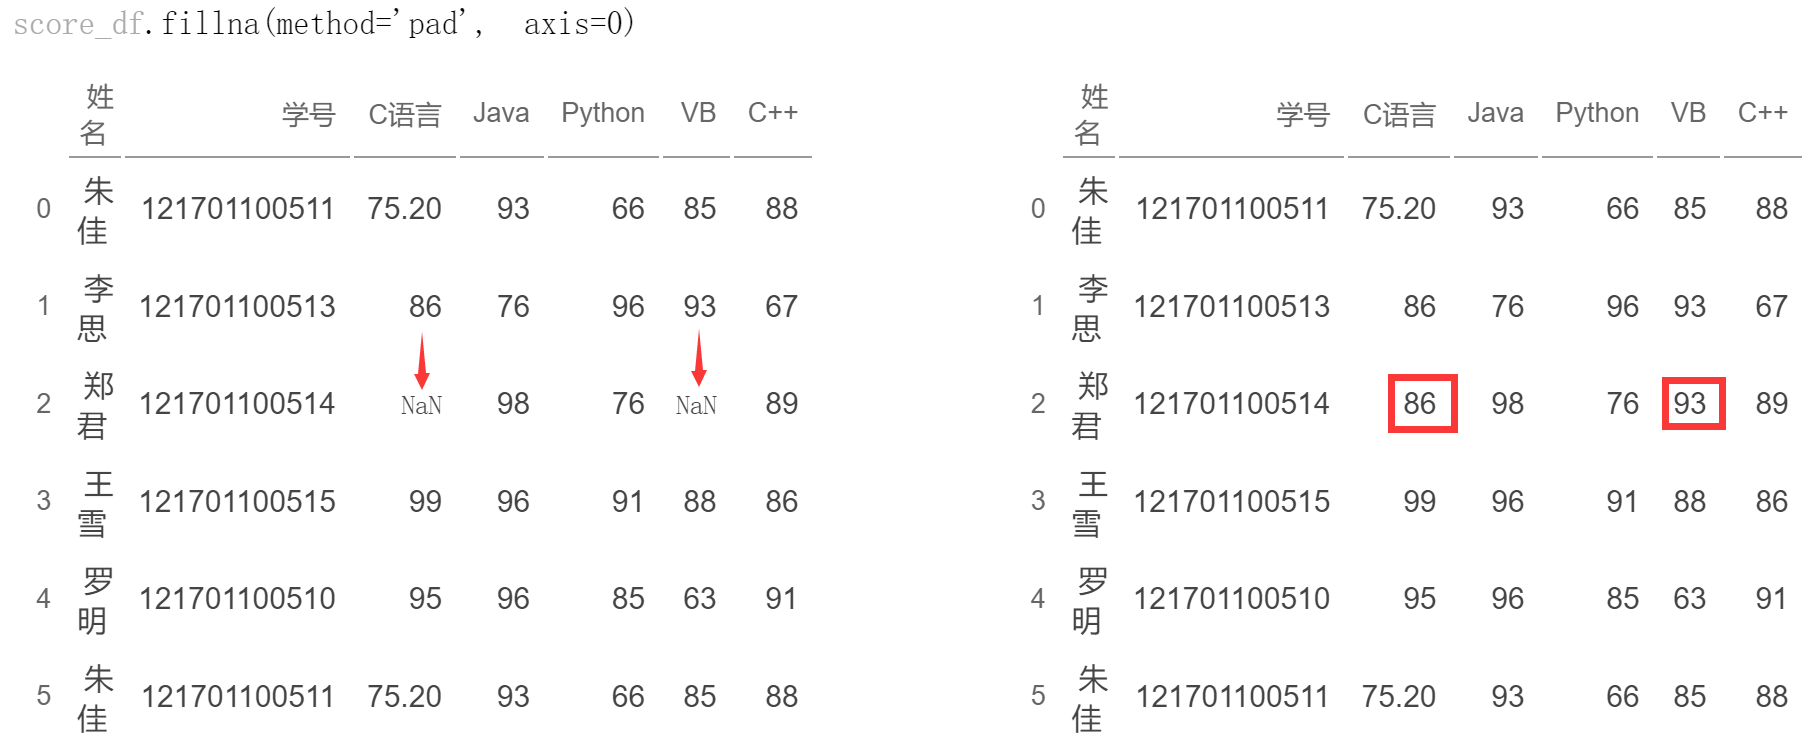 score_df.fillna(method='pad', axis=0)
姓名 学号 C语言 Java Python VB C++
0 朱佳 121701100511 75.20 93 66 85 88
1 李思 121701100513 86 76 96 93 67
2 郑君 121701100514 NaN 98 76 NaN 89
3 王雪 121701100515 99 96 91 88 86
4 罗明 121701100510 95 96 85 63 91
5 朱佳 121701100511 75.20 93 66 85 88
姓名 学号 C语言 Java Python VB C++
0 朱佳 121701100511 75.20 93 66 85 88
1 李思 121701100513 86 76 96 93 67
2 郑君 121701100514 86 98 76 93 89
3 王雪 121701100515 99 96 91 88 86
4 罗明 121701100510 95 96 85 63 91
5 朱佳 121701100511 75.20 93 66 85 88